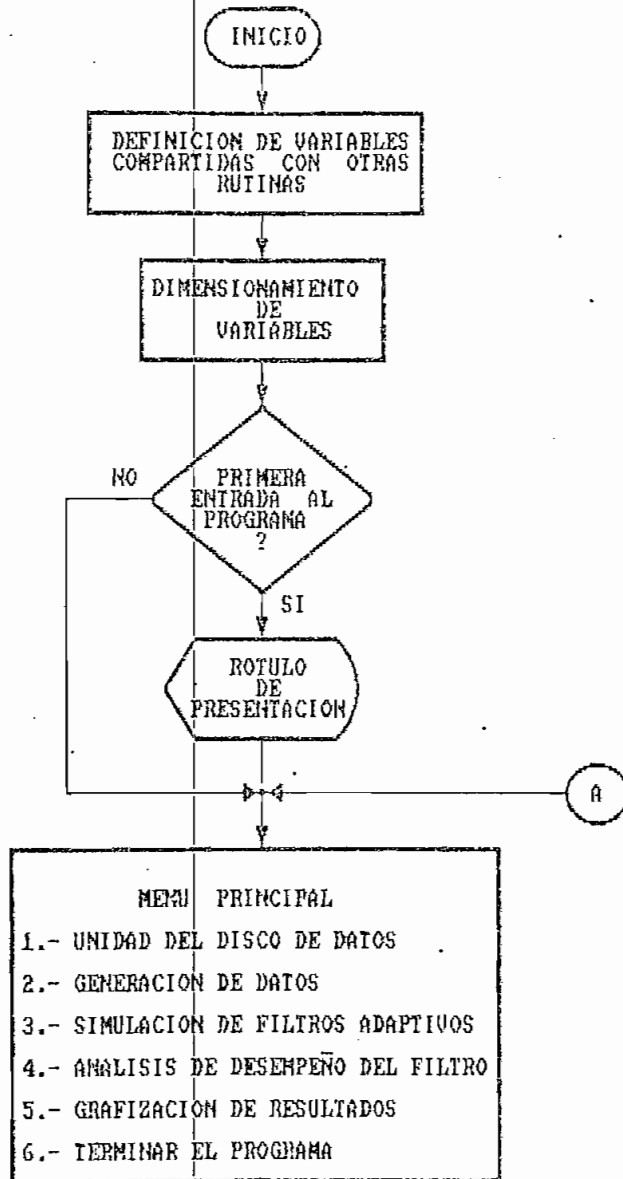 INICIO
DEFINICION DE VARIABLES
COMPARTIDAS CON OTRAS
RUTINAS
DIMENSIONAMIENTO
DE
VARIABLES
NO
PRIMERA
ENTRADA AL
PROGRAMA
?
SI
ROTULO
DE
PRESENTACION
A
MENU PRINCIPAL
1.- UNIDAD DEL DISCO DE DATOS
2.- GENERACION DE DATOS
3.- SIMULACION DE FILTROS ADAPTIVOS
4.- ANALISIS DE DESEMPEÑO DEL FILTRO
5.- GRAFIZACION DE RESULTADOS
6.- TERMINAR EL PROGRAMA